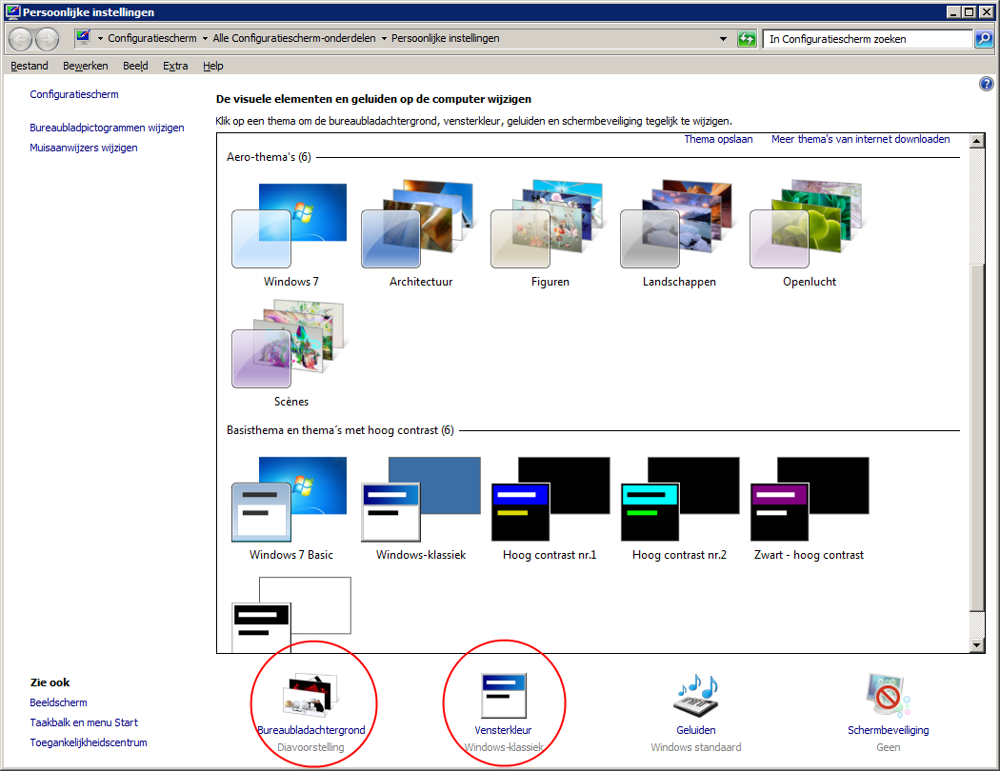 Persoonlijke instellingen
Configuratiescherm Alle Configuratiescherm-onderdelen Persoonlijke instellingen
In Configuratiescherm zoeken
Bestand Bewerken Beeld Extra Help
Configuratiescherm
Bureaubladpictogrammen wijzigen
Muisaanwijzers wijzigen
De visuele elementen en geluiden op de computer wijzigen
Klik op een thema om de bureaubladachtergrond, vensterkleur, geluiden en schermbeveiliging tegelijk te wijzigen.
Thema opslaan Meer thema's van internet downloaden
Aero-thema's (6)
Windows 7 Architectuur Figuren Landschappen Openlucht
Scènes
Basisthema en thema´s met hoog contrast (6)
Windows 7 Basic Windows-klassiek Hoog contrast nr.1 Hoog contrast nr.2 Zwart - hoog contrast
Zie ook
Beeldscherm
Taakbalk en menu Start
Toegankelijkheidscentrum
Bureaubladachtergrond
Diavoorstelling
Vensterkleur
Windows-klassiek
Geluiden
Windows standaard
Schermbeveiliging
Geen